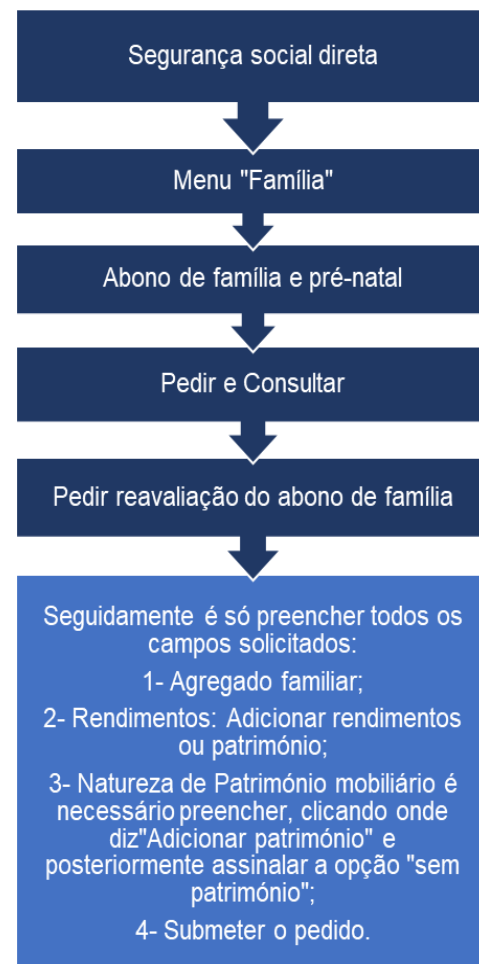 Segurança social direta
Menu "Família"
Abono de família e pré-natal
Pedir e Consultar
Pedir reavaliação do abono de família
Seguidamente é só preencher todos os
campos solicitados:
1- Agregado familiar;
2- Rendimentos: Adicionar rendimentos
ou património;
3- Natureza de Património mobiliário é
necessário preencher, clicando onde
diz"Adicionar património" e
posteriormente assinalar a opção "sem
património";
4- Submeter o pedido.